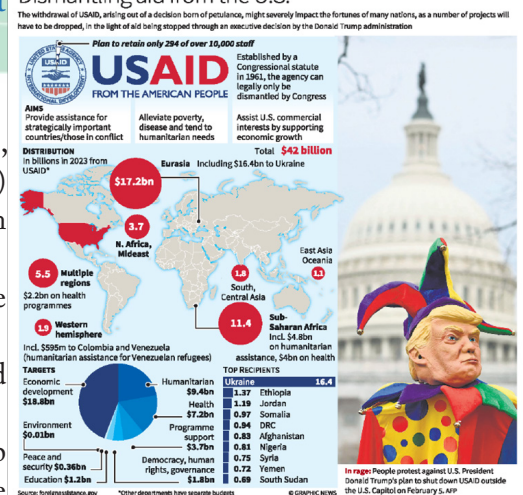 Dismantling aid from the U.S.
The withdrawal of USAID, arising out of a decision born of petulance, might severely impact the fortunes of many nations, as a number of projects will
have to be dropped, in the light of aid being stopped through an executive decision by the Donald Trump administration
Plan to retain only 294 of over 10,000 staff
USAID
USAID
FROM THE AMERICAN PEOPLE
Established by a
Congressional statute
in 1961, the agency can
legally only be
dismantled by Congress
AIMS
Provide assistance for
strategically important
countries/those in conflict
Alleviate poverty,
disease and tend to
humanitarian needs
Assist U.S. commercial
interests by supporting
economic growth
DISTRIBUTION
In billions in 2023 from
USAID*
Total $42 billion
Eurasia Including $16.4bn to Ukraine
$17.2bn
3.7
N. Africa,
Mideast
5.5 Multiple
regions
$2.2bn on health
programmes
1.9 Western
hemisphere
Incl. $595m to Colombia and Venezuela
(humanitarian assistance for Venezuelan refugees)
East Asia
Oceania
1.1
1.8
South,
Central Asia
11.4
Sub-
Saharan Africa
Incl. $4.8bn
on humanitarian
assistance, $4bn on health
TARGETS
Economic
development
$18.8bn
Environment
$0.01bn
Peace and
security $0.36bn
Education $1.2bn
Humanitarian
$9.4bn
Health
$7.2bn
Programme
support
$3.7bn
Democracy, human
rights, governance
$1.8bn
TOP RECIPIENTS
Ukraine 16.4
1.37 Ethiopia
1.19 Jordan
0.97 Somalia
0.94 DRC
0.83 Afghanistan
0.81 Nigeria
0.75 Syria
0.72 Yemen
0.69 South Sudan
Source: foreignassistance.gov
*Other departments have separate budgets
© GRAPHIC NEWS
In rage: People protest against U.S. President
Donald Trump's plan to shut down USAID outside
the U.S. Capitol on February 5. AFP